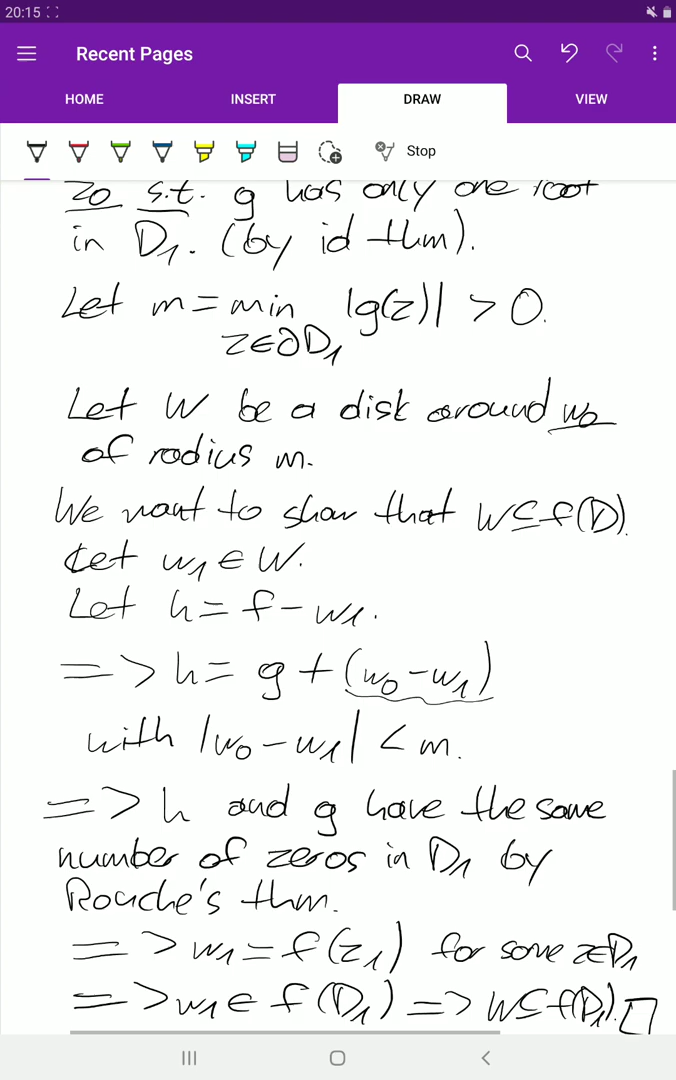 20:15
Recent Pages
HOME INSERT DRAW VIEW
Stop
z0 s.t. g has only one root
in D1. (by id thm).
Let m = min |g(z)| > 0.
z∈∂D1
Let W be a disk around w0
of radius m.
We want to show that W⊆f(D).
Let w1 ∈ W.
Let h = f - w1.
=> h = g + (w0 - w1)
with |w0 - w1| < m.
=> h and g have the same
number of zeros in D1 by
Rouche's thm.
=> w1 = f(z1) for some z∈D1
=> w1 ∈ f(D1) => W⊆f(D1). □